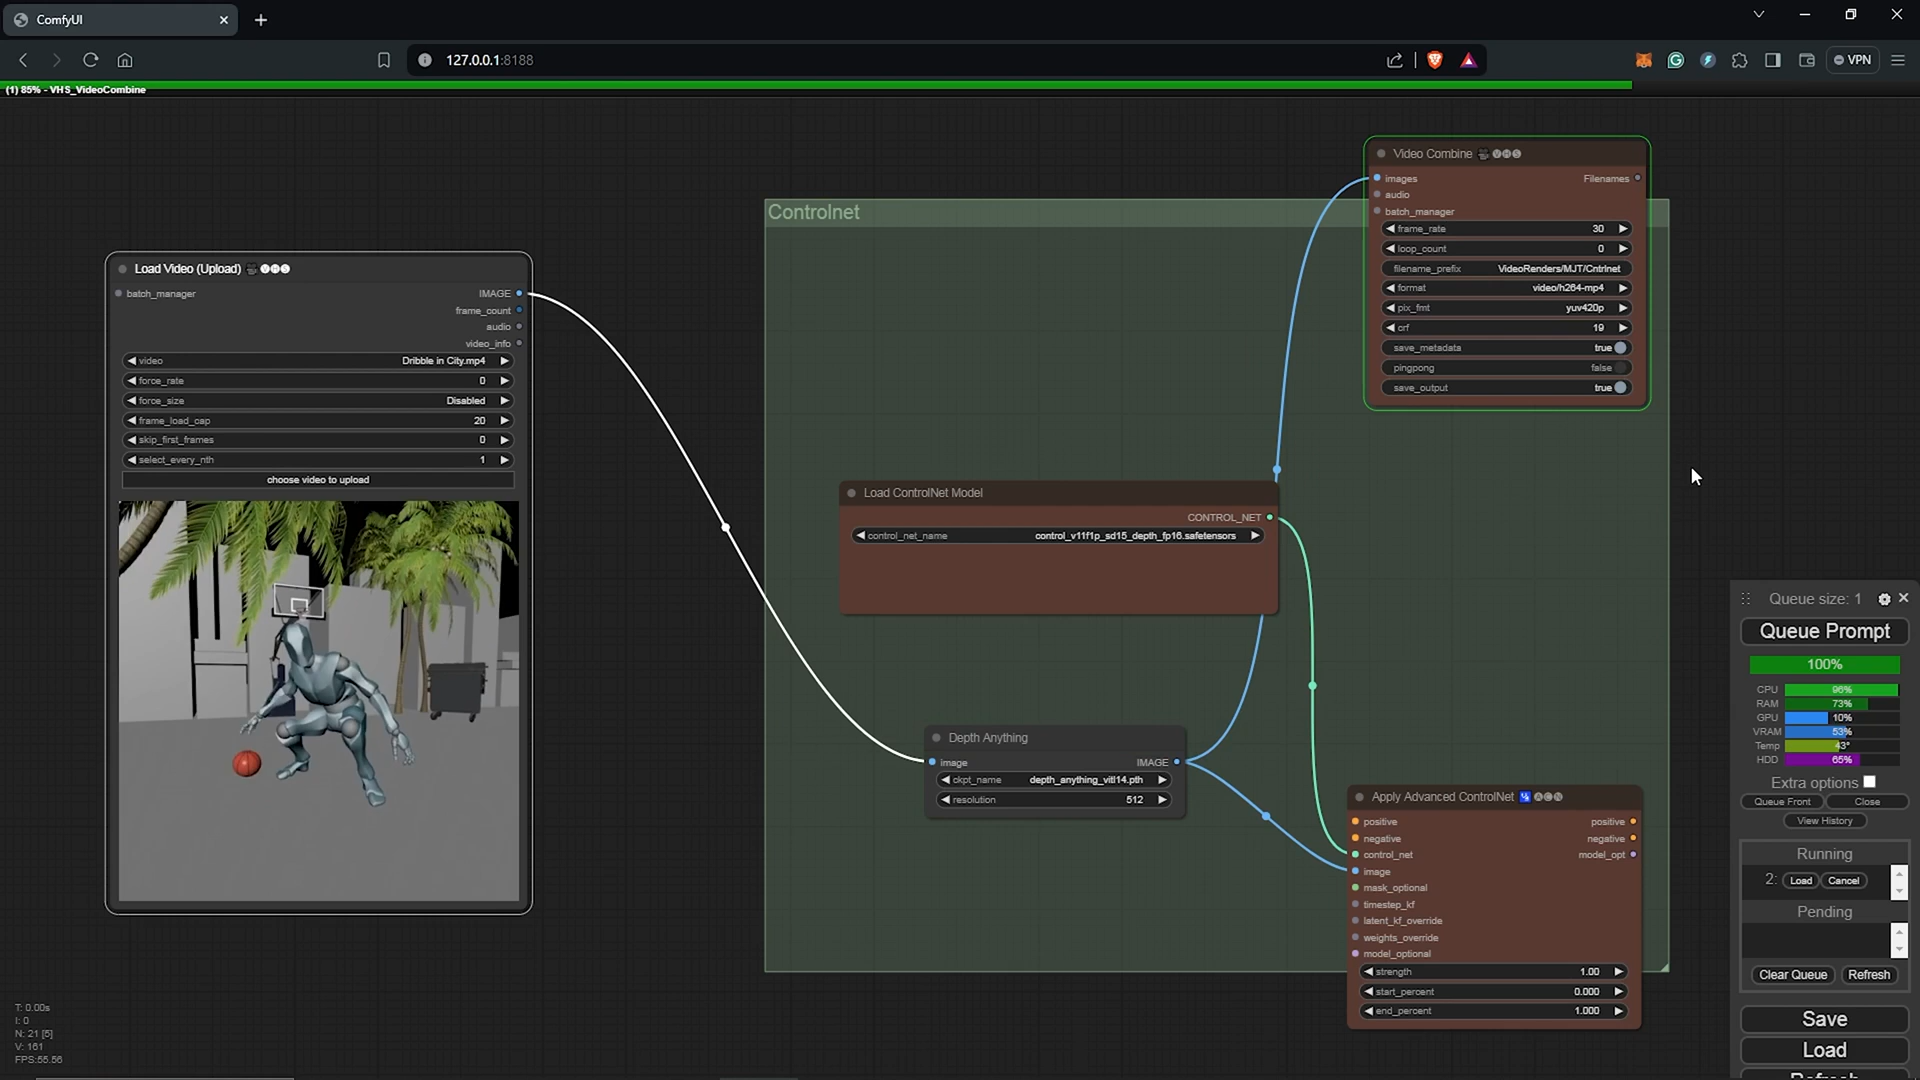 ComfyUI
127.0.0.1:8188
VPN
(1) 85% - VHS_VideoCombine
Video Combine VHS
images Filenames
audio
batch_manager
frame_rate 30
loop_count 0
filename_prefix VideoRenders/MJT/Cntrlnet
format video/h264-mp4
pix_fmt yuv420p
crf 19
save_metadata true
pingpong false
save_output true
Controlnet
Load Video (Upload) VHS
batch_manager IMAGE
frame_count
audio
video_info
video Dribble in City.mp4
force_rate 0
force_size Disabled
frame_load_cap 20
skip_first_frames 0
select_every_nth 1
choose video to upload
Load ControlNet Model
CONTROL_NET
control_net_name control_v11f1p_sd15_depth_fp16.safetensors
Depth Anything
image IMAGE
ckpt_name depth_anything_vitl14.pth
resolution 512
Apply Advanced ControlNet ACN
positive positive
negative negative
control_net model_opt
image
mask_optional
timestep_kf
latent_kf_override
weights_override
model_optional
strength 1.00
start_percent 0.000
end_percent 1.000
Queue size: 1
Queue Prompt
100%
CPU 96%
RAM 73%
GPU 10%
VRAM 53%
Temp 43°
HDD 65%
Extra options
Queue Front Close
View History
Running
2: Load Cancel
Pending
Clear Queue Refresh
Save
Load
Refresh
T: 0.00s
I: 0
N: 21 [5]
V: 161
FPS:55.56